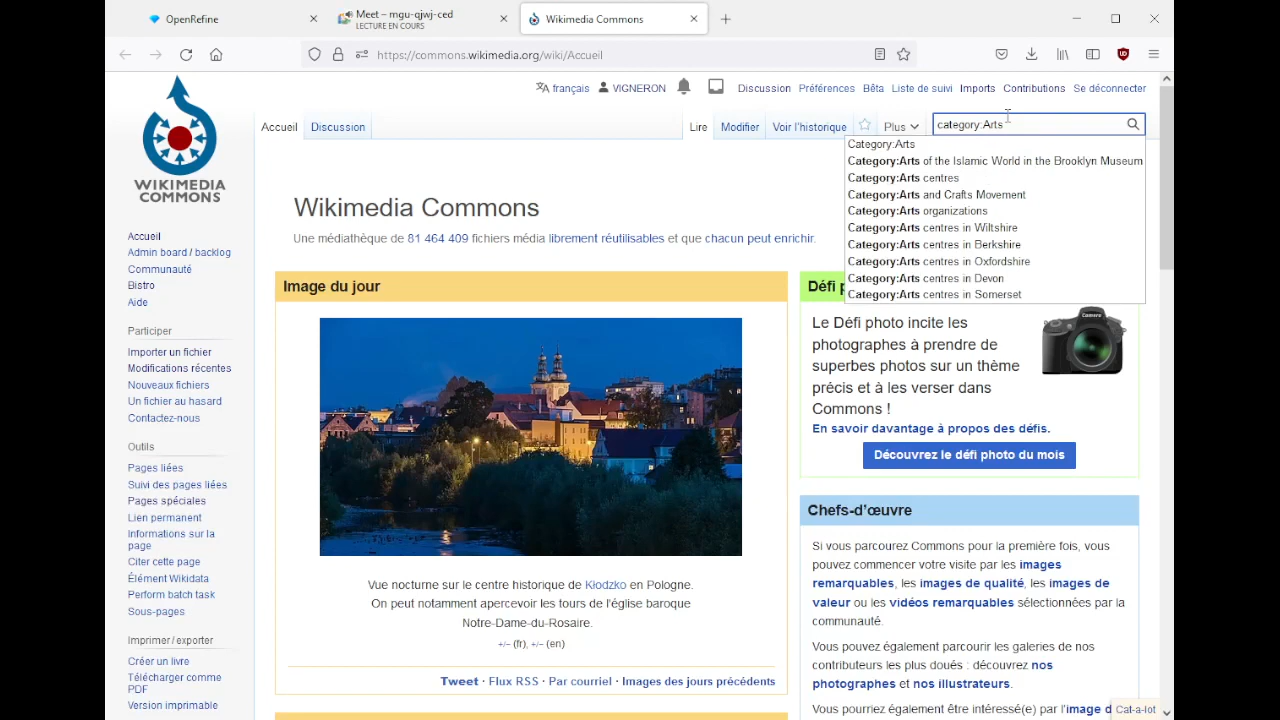 OpenRefine
Meet – mgu-qjwj-ced
LECTURE EN COURS
Wikimedia Commons
https://commons.wikimedia.org/wiki/Accueil
français VIGNERON Discussion Préférences Bêta Liste de suivi Imports Contributions Se déconnecter
Accueil Discussion Lire Modifier Voir l'historique Plus
category:Arts
Category:Arts
Category:Arts of the Islamic World in the Brooklyn Museum
Category:Arts centres
Category:Arts and Crafts Movement
Category:Arts organizations
Category:Arts centres in Wiltshire
Category:Arts centres in Berkshire
Category:Arts centres in Oxfordshire
Category:Arts centres in Devon
Category:Arts centres in Somerset
WIKIMEDIA
COMMONS
Accueil
Admin board / backlog
Communauté
Bistro
Aide
Participer
Importer un fichier
Modifications récentes
Nouveaux fichiers
Un fichier au hasard
Contactez-nous
Outils
Pages liées
Suivi des pages liées
Pages spéciales
Lien permanent
Informations sur la
page
Citer cette page
Élément Wikidata
Perform batch task
Sous-pages
Imprimer / exporter
Créer un livre
Télécharger comme
PDF
Version imprimable
Wikimedia Commons
Une médiathèque de 81 464 409 fichiers média librement réutilisables et que chacun peut enrichir.
Image du jour
Vue nocturne sur le centre historique de Kłodzko en Pologne.
On peut notamment apercevoir les tours de l'église baroque
Notre-Dame-du-Rosaire.
+/− (fr), +/− (en)
Tweet · Flux RSS · Par courriel · Images des jours précédents
Défi
Le Défi photo incite les
photographes à prendre de
superbes photos sur un thème
précis et à les verser dans
Commons !
En savoir davantage à propos des défis.
Découvrez le défi photo du mois
Chefs-d'œuvre
Si vous parcourez Commons pour la première fois, vous
pouvez commencer votre visite par les images
remarquables, les images de qualité, les images de
valeur ou les vidéos remarquables sélectionnées par la
communauté.
Vous pouvez également parcourir les galeries de nos
contributeurs les plus doués : découvrez nos
photographes et nos illustrateurs.
Vous pourriez également être intéressé(e) par l'image d
Cat-a-lot